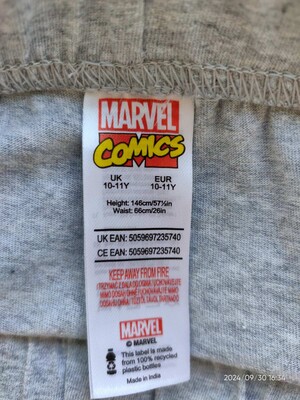 MARVEL
COMICS
UK EUR
10-11Y 10-11Y
Height: 146cm/57½in
Waist: 66cm/26in
UK EAN: 5059697235740
CE EAN: 5059697235740
KEEP AWAY FROM FIRE
MARVEL
© MARVEL
This label is made
from 100% recycled
plastic bottles
Made in India
2024/09/30 16:34